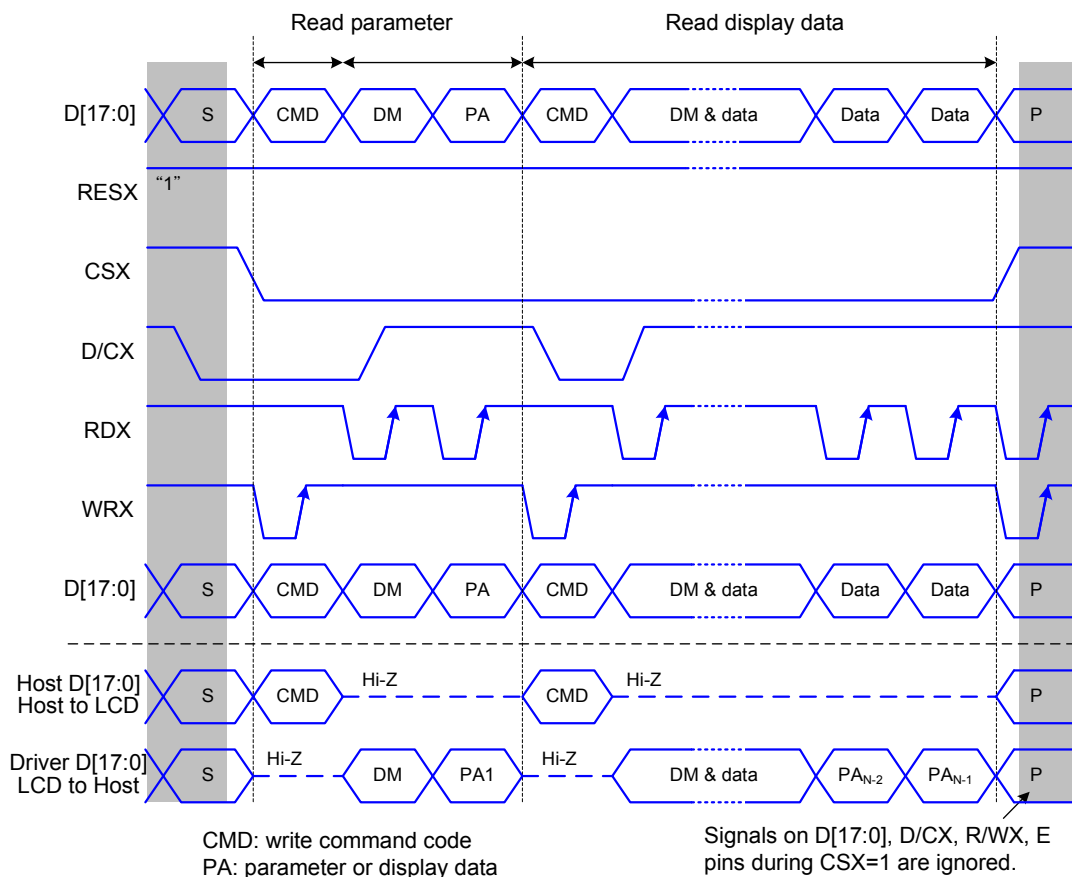 Read parameter Read display data
D[17:0] S CMD DM PA CMD DM & data Data Data P
RESX “1”
CSX
D/CX
RDX
WRX
D[17:0] S CMD DM PA CMD DM & data Data Data P
Host D[17:0]
Host to LCD
S CMD Hi-Z CMD Hi-Z P
Driver D[17:0]
LCD to Host
S Hi-Z DM PA1 Hi-Z DM & data PAN-2 PAN-1 P
CMD: write command code
PA: parameter or display data
Signals on D[17:0], D/CX, R/WX, E
pins during CSX=1 are ignored.